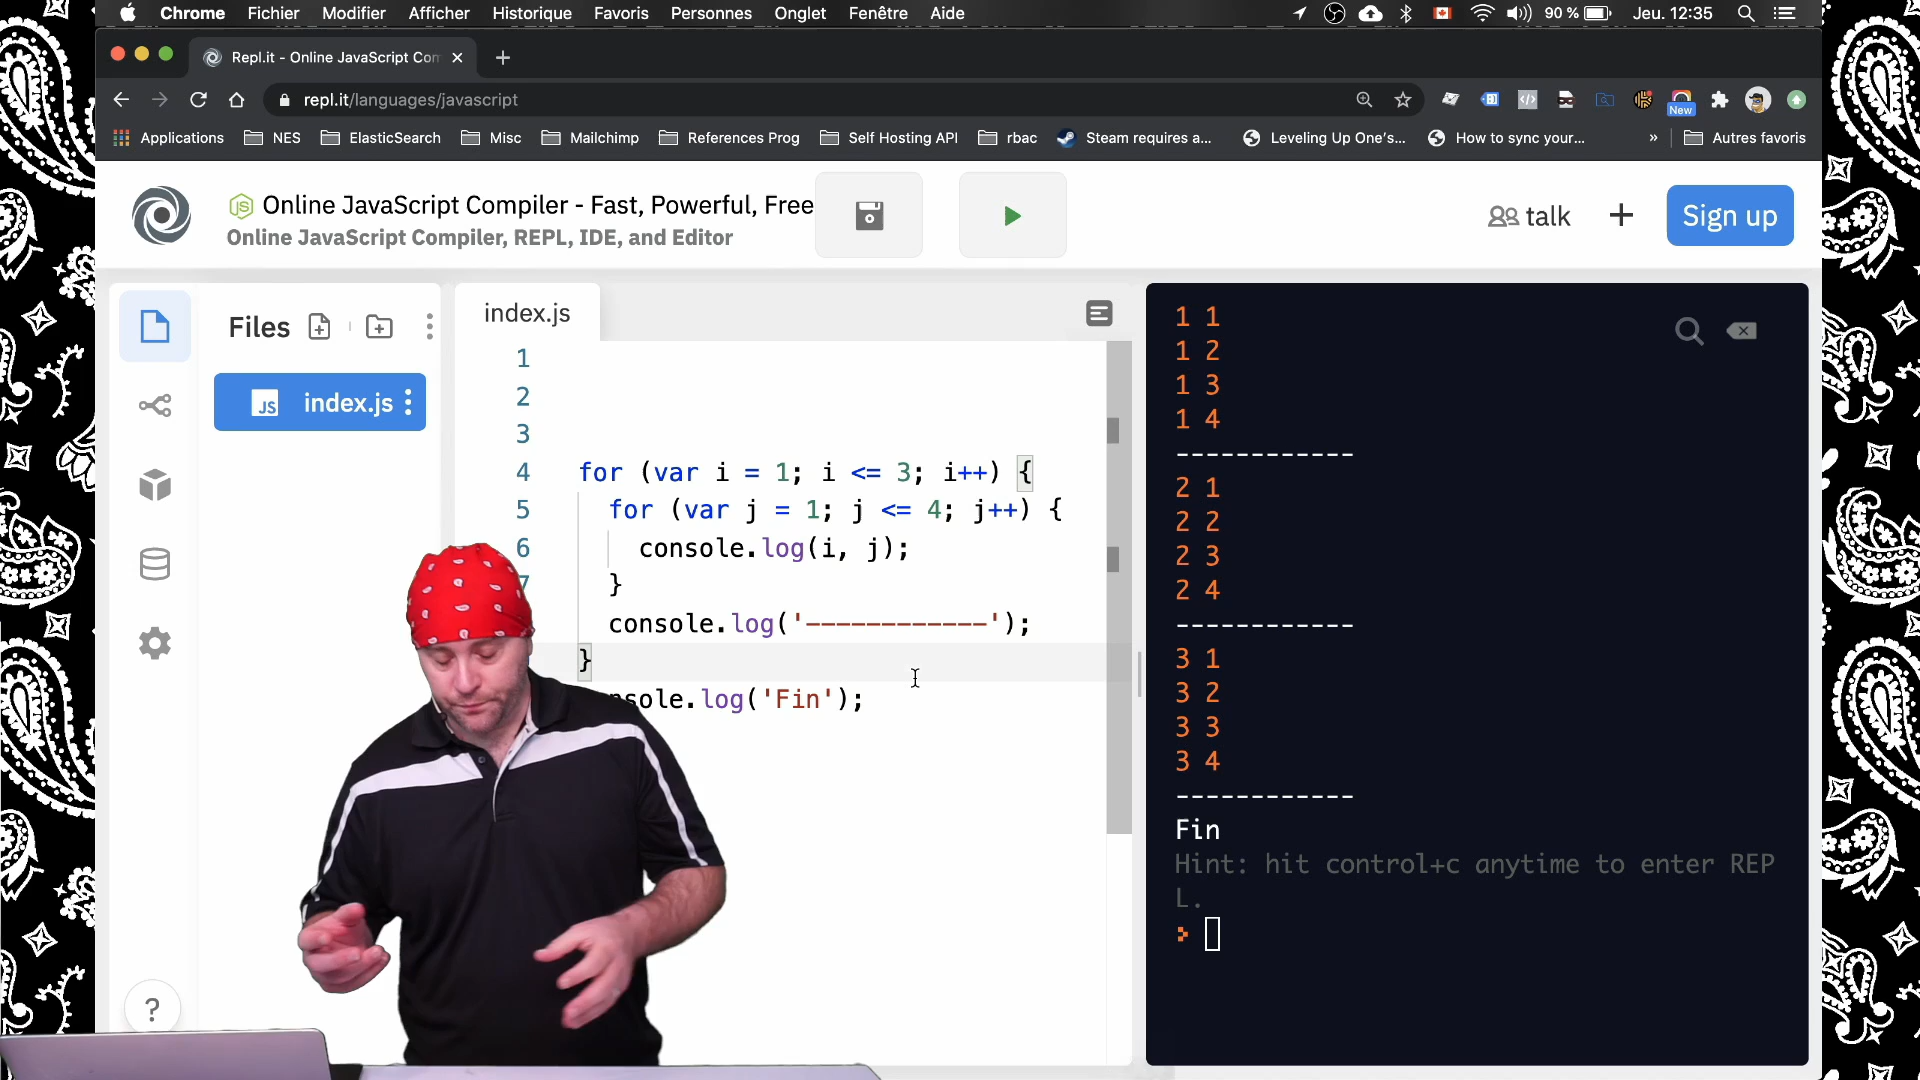 Chrome Fichier Modifier Afficher Historique Favoris Personnes Onglet Fenêtre Aide 90 % Jeu. 12:35
Repl.it - Online JavaScript Com
repl.it/languages/javascript
New
Applications NES ElasticSearch Misc Mailchimp References Prog Self Hosting API rbac Steam requires a... Leveling Up One's... How to sync your... » Autres favoris
Online JavaScript Compiler - Fast, Powerful, Free
Online JavaScript Compiler, REPL, IDE, and Editor
talk + Sign up
Files
JS index.js
index.js
1
2
3
4 for (var i = 1; i <= 3; i++) {
5 for (var j = 1; j <= 4; j++) {
6 console.log(i, j);
7 }
console.log('------------');
}
nsole.log('Fin');
?
1 1
1 2
1 3
1 4
------------
2 1
2 2
2 3
2 4
------------
3 1
3 2
3 3
3 4
------------
Fin
Hint: hit control+c anytime to enter REP
L.
>